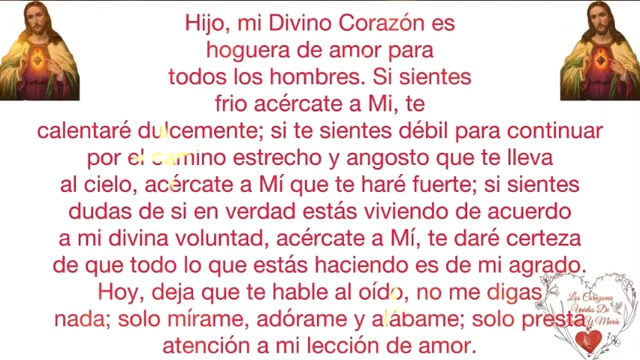 Hijo, mi Divino Corazón es
hoguera de amor para
todos los hombres. Si sientes
frio acércate a Mi, te
calentaré dulcemente; si te sientes débil para continuar
por el camino estrecho y angosto que te lleva
al cielo, acércate a Mí que te haré fuerte; si sientes
dudas de si en verdad estás viviendo de acuerdo
a mi divina voluntad, acércate a Mí, te daré certeza
de que todo lo que estás haciendo es de mi agrado.
Hoy, deja que te hable al oído, no me digas
nada; solo mírame, adórame y alábame; solo presta
atención a mi lección de amor.
Los Corazones
Unidos De
Y María